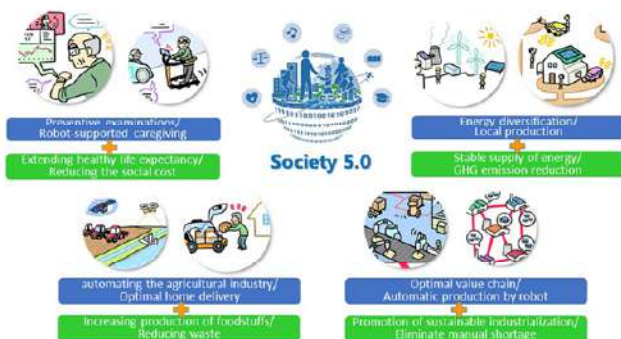 Preventive examinations/
Robot-supported caregiving
Extending healthy life expectancy/
Reducing the social cost
Society 5.0
Energy diversification/
Local production
Stable supply of energy/
GHG emission reduction
automating the agricultural industry/
Optimal home delivery
Increasing production of foodstuffs/
Reducing waste
Optimal value chain/
Automatic production by robot
Promotion of sustainable industrialization/
Eliminate manual shortage